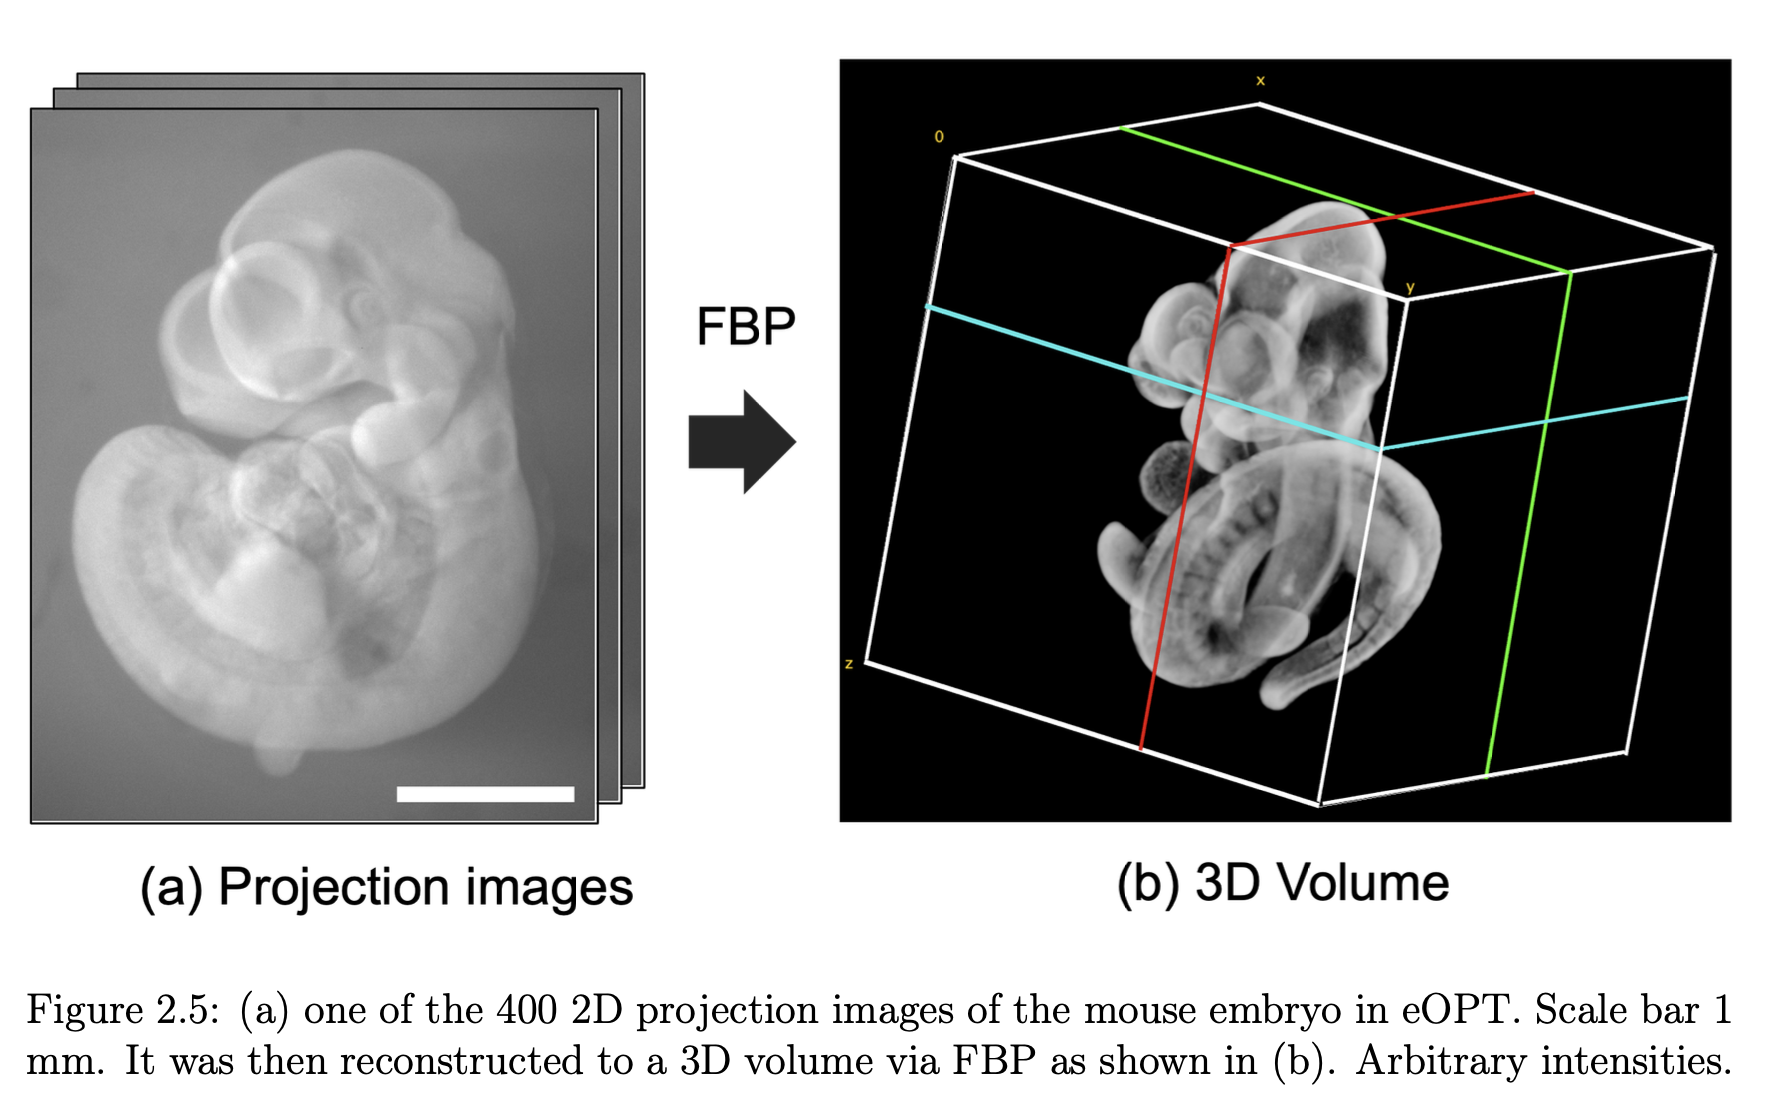 x
0
y
z
FBP
(a) Projection images
(b) 3D Volume
Figure 2.5: (a) one of the 400 2D projection images of the mouse embryo in eOPT. Scale bar 1
mm. It was then reconstructed to a 3D volume via FBP as shown in (b). Arbitrary intensities.